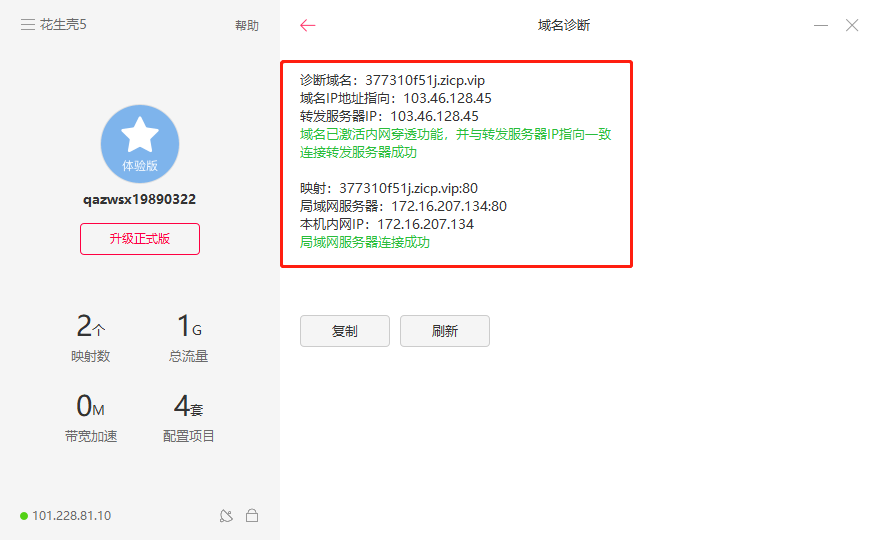 花生壳5
帮助
域名诊断
体验版
qazwsx19890322
升级正式版
2个
1G
映射数
总流量
0M
4套
带宽加速
配置项目
101.228.81.10
诊断域名：377310f51j.zicp.vip
域名IP地址指向：103.46.128.45
转发服务器IP：103.46.128.45
域名已激活内网穿透功能，并与转发服务器IP指向一致
连接转发服务器成功
映射：377310f51j.zicp.vip:80
局域网服务器：172.16.207.134:80
本机内网IP：172.16.207.134
局域网服务器连接成功
复制
刷新